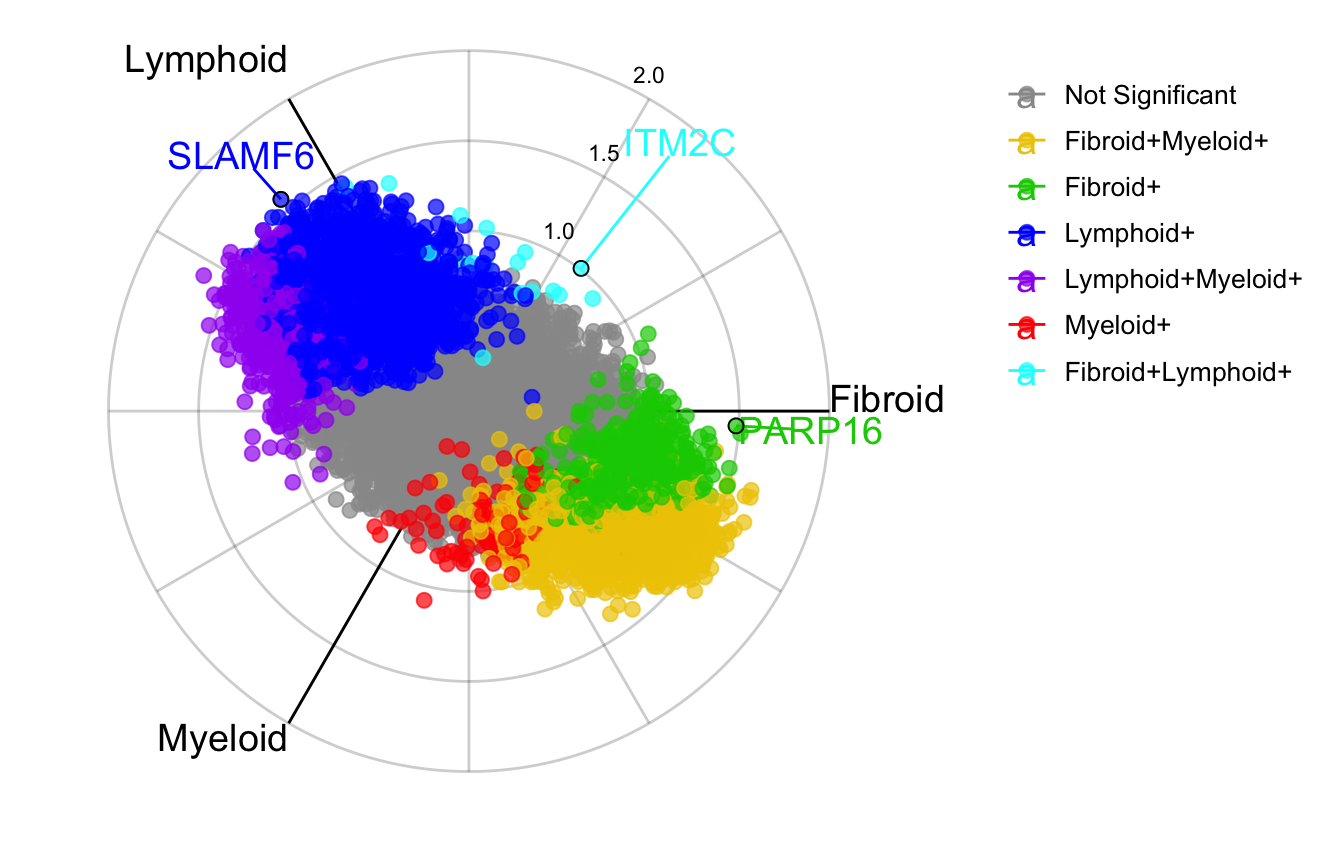 Lymphoid
2.0
SLAMF6
ITM2C
1.5
1.0
Fibroid
PARP16
Myeloid
a Not Significant
a Fibroid+Myeloid+
a Fibroid+
a Lymphoid+
a Lymphoid+Myeloid+
a Myeloid+
a Fibroid+Lymphoid+